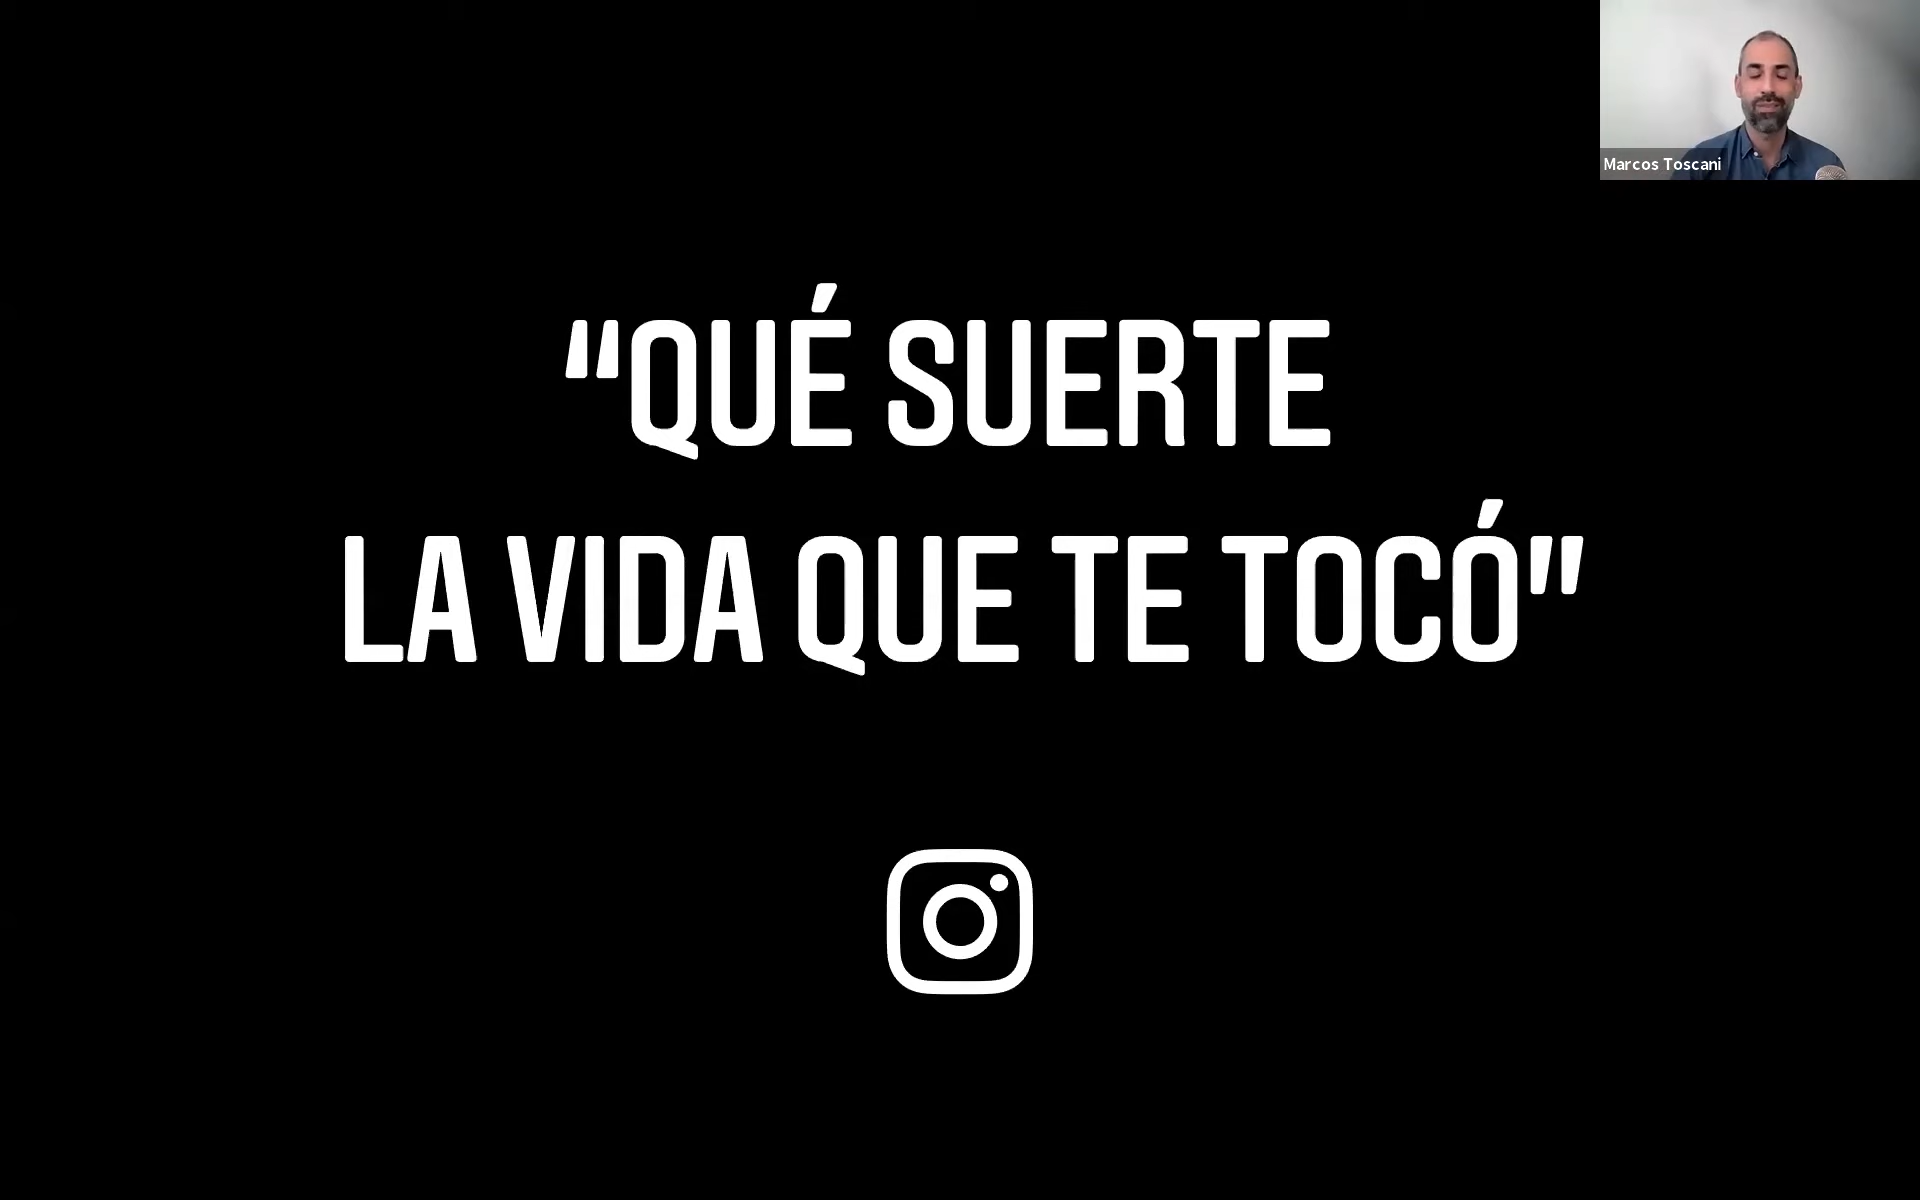 Marcos Toscani
“QUÉ SUERTE
LA VIDA QUE TE TOCÓ”